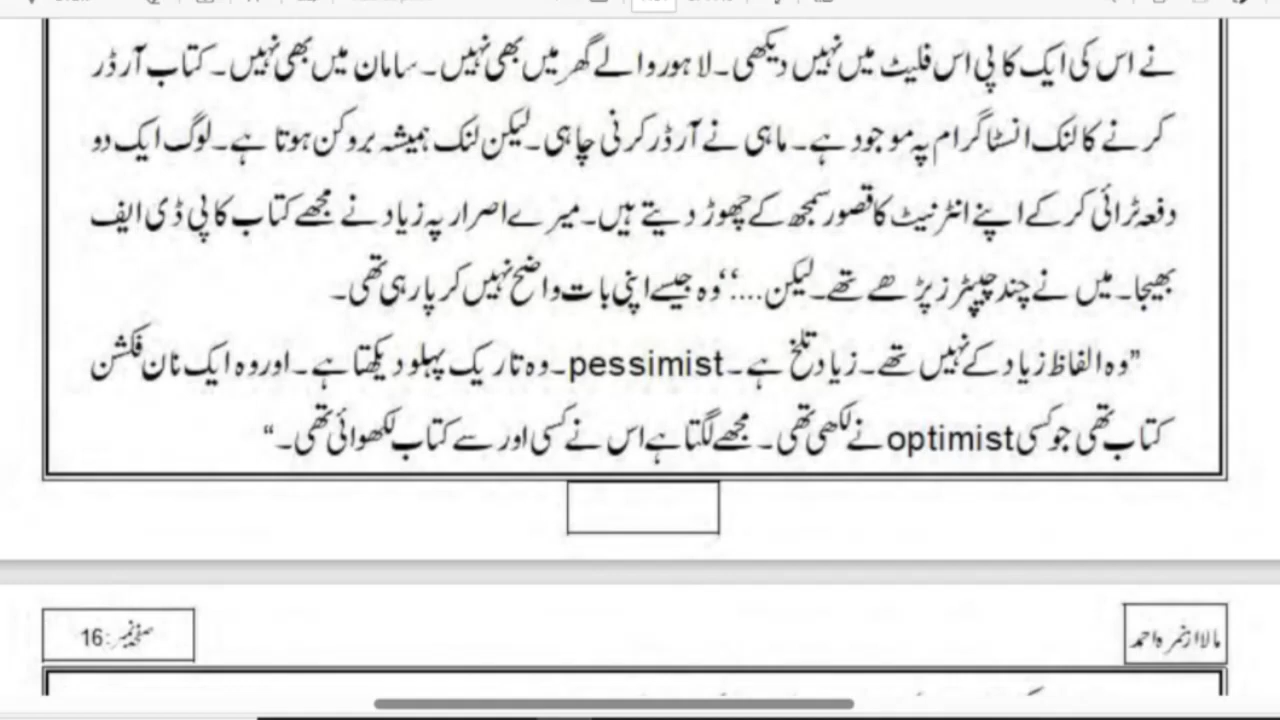 نے اس کی ایک کاپی اس فلیٹ میں نہیں دیکھی۔ لاہور والے گھر میں بھی نہیں۔ سامان میں بھی نہیں۔ کتاب آرڈر
کرنے کا لنک انسٹاگرام پہ موجود ہے۔ ماہی نے آرڈر کرنی چاہی۔ لیکن لنک ہمیشہ بروکن ہوتا ہے۔ لوگ ایک دو
دفعہ ٹرائی کر کے اپنے انٹرنیٹ کا قصور سمجھ کے چھوڑ دیتے ہیں۔ میرے اصرار پہ زیاد نے مجھے کتاب کا پی ڈی ایف
بھیجا۔ میں نے چند چیپٹرز پڑھے تھے۔ لیکن....‘‘ وہ جیسے اپنی بات واضح نہیں کر پا رہی تھی۔
”وہ الفاظ زیاد کے نہیں تھے۔ زیاد تلخ ہے۔ pessimist۔ وہ تاریک پہلو دیکھتا ہے۔ اور وہ ایک نان فکشن
کتاب تھی جو کسی optimist نے لکھی تھی۔ مجھے لگتا ہے اس نے کسی اور سے کتاب لکھوائی تھی۔“
مالا از نمرہ احمد
صفحہ نمبر:16